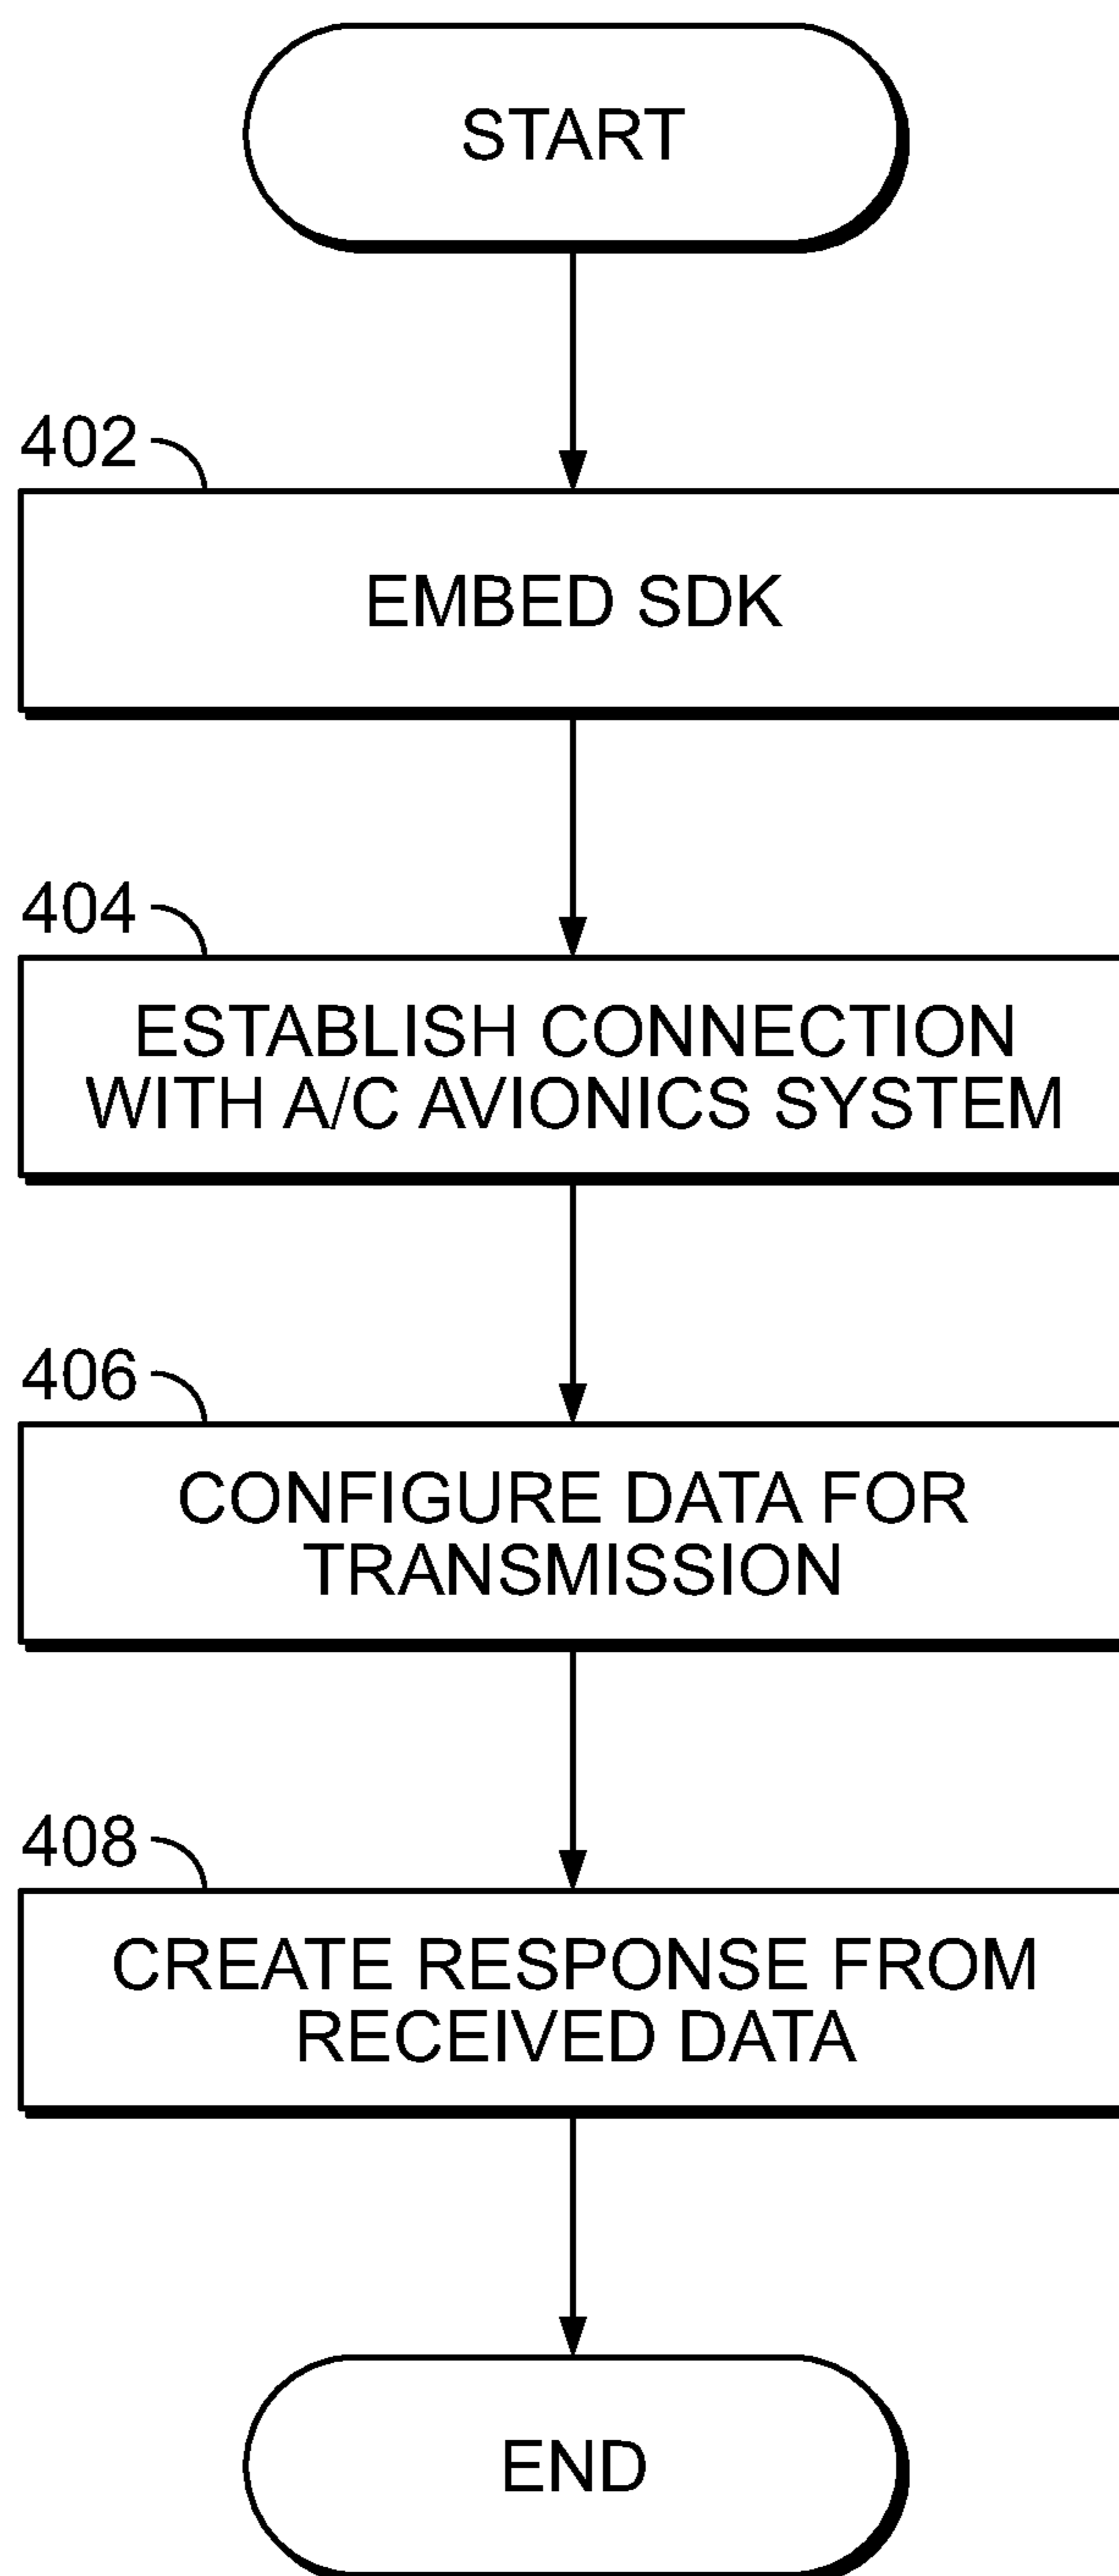 START
402
EMBED SDK
404
ESTABLISH CONNECTION
WITH A/C AVIONICS SYSTEM
406
CONFIGURE DATA FOR
TRANSMISSION
408
CREATE RESPONSE FROM
RECEIVED DATA
END